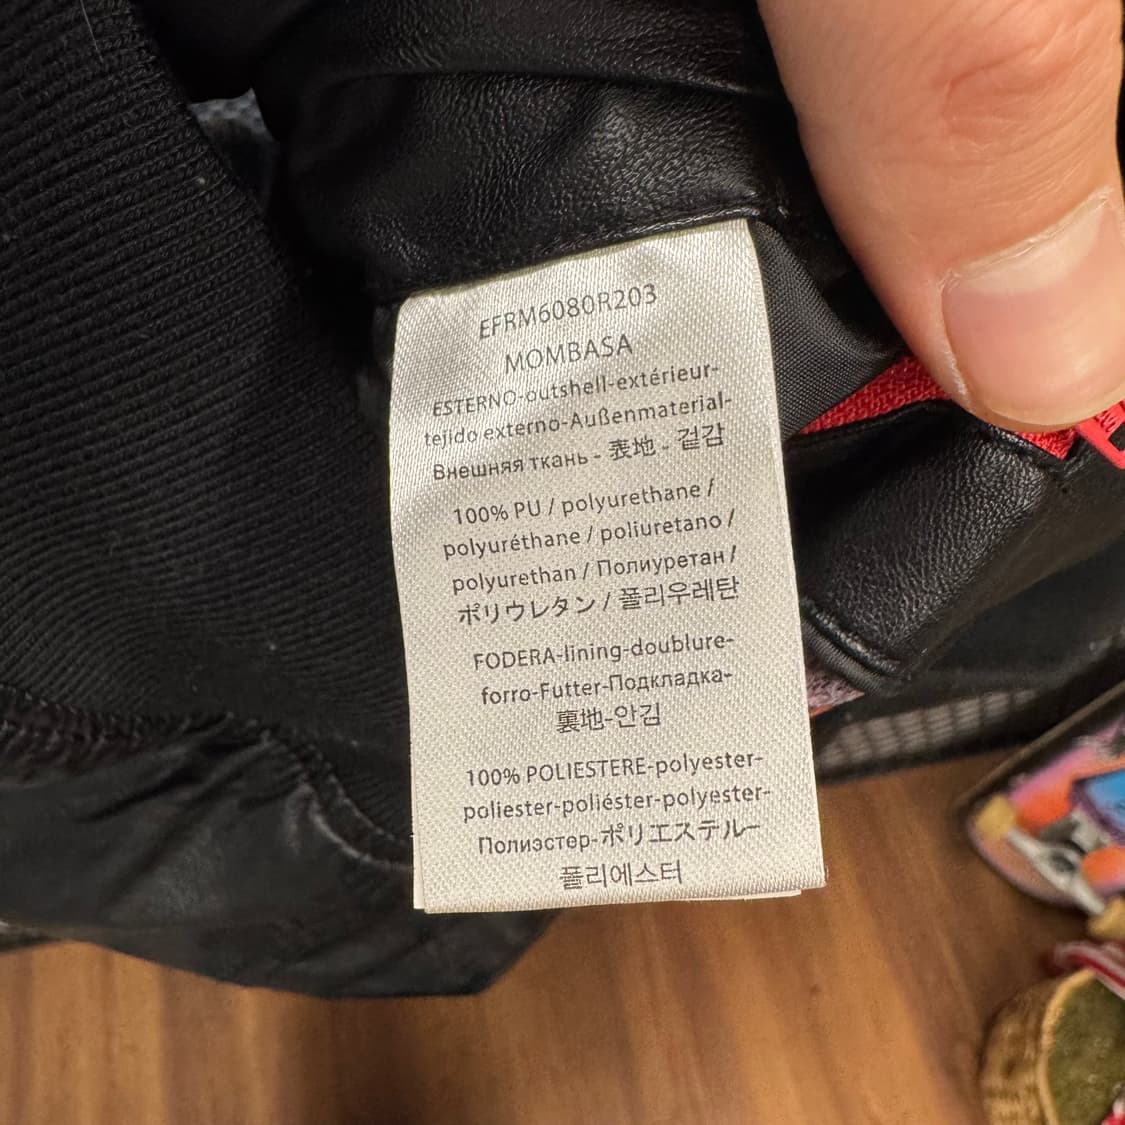 EFRM6080R203
MOMBASA
ESTERNO-outshell-extérieur-
tejido externo-Außenmaterial-
Внешняя ткань - 表地 - 겉감
100% PU / polyurethane /
polyuréthane / poliuretano /
polyurethan / Полиуретан /
ポリウレタン / 폴리우레탄
FODERA-lining-doublure-
forro-Futter-Подкладка-
裏地-안김
100% POLIESTERE-polyester-
poliester-poliéster-polyester-
Полиэстер-ポリエステルー
폴리에스터